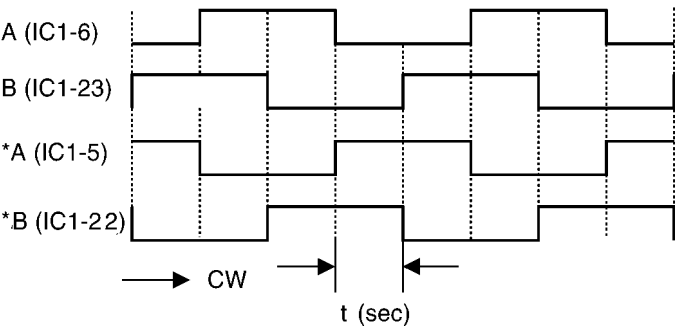 A (IC1-6)
B (IC1-23)
*A (IC1-5)
*B (IC1-22)
CW
t (sec)